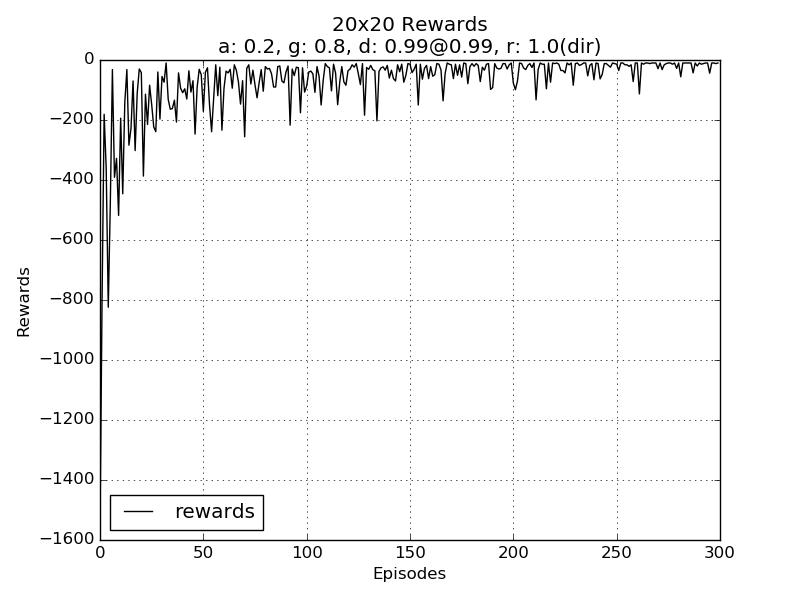 20x20 Rewards
a: 0.2, g: 0.8, d: 0.99@0.99, r: 1.0(dir)
0
−200
−400
−600
−800
−1000
−1200
−1400
−1600
Rewards
rewards
0 50 100 150 200 250 300
Episodes